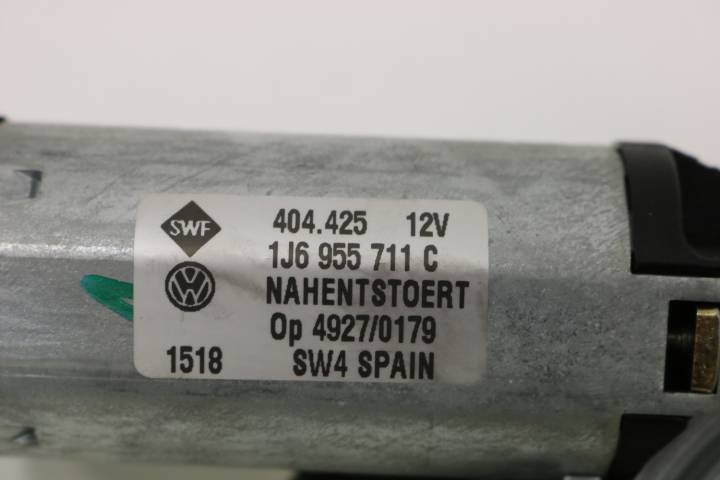 SWF 404.425 12V
1J6 955 711 C
NAHENTSTOERT
Op 4927/0179
1518 SW4 SPAIN